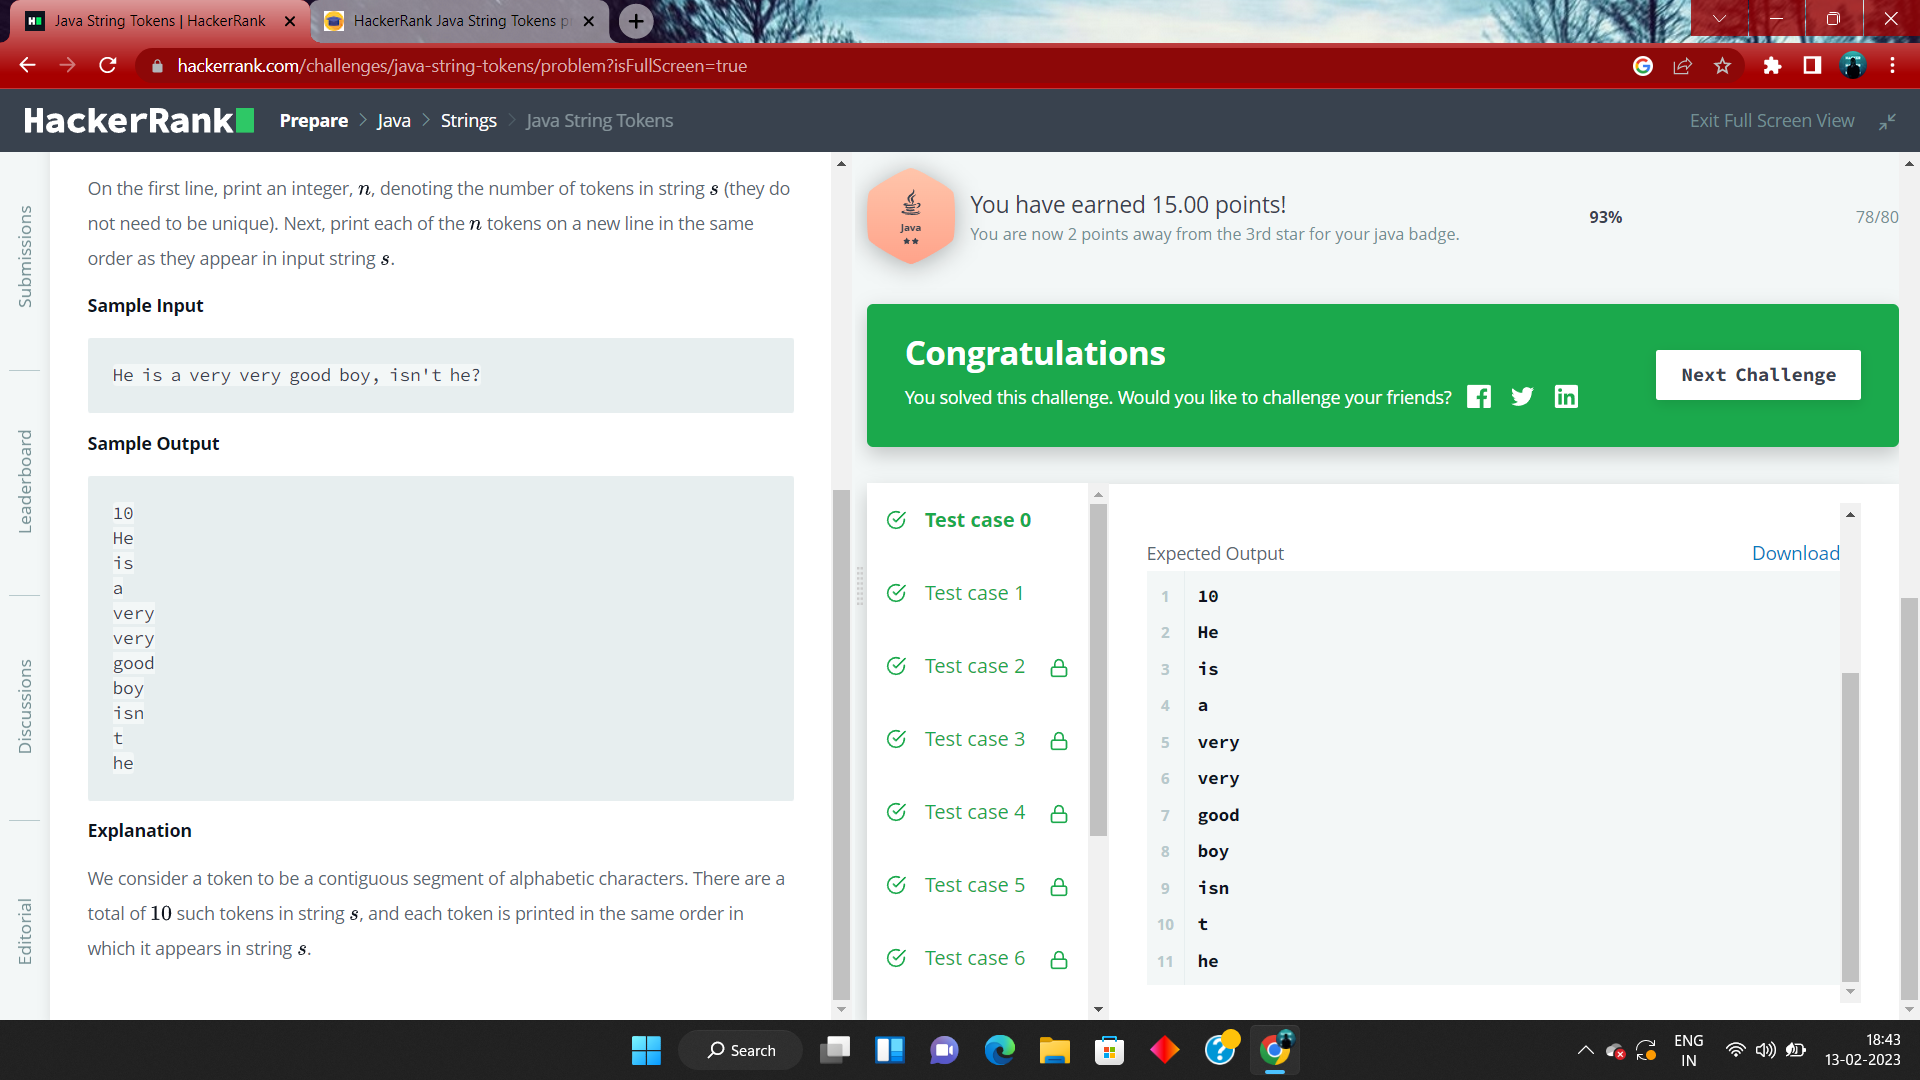 Java String Tokens | HackerRank
HackerRank Java String Tokens p
hackerrank.com/challenges/java-string-tokens/problem?isFullScreen=true
HackerRank
Prepare > Java > Strings > Java String Tokens
Exit Full Screen View
Submissions
Leaderboard
Discussions
Editorial
On the first line, print an integer, n, denoting the number of tokens in string s (they do
not need to be unique). Next, print each of the n tokens on a new line in the same
order as they appear in input string s.
Sample Input
He is a very very good boy, isn't he?
Sample Output
10
He
is
a
very
very
good
boy
isn
t
he
Explanation
We consider a token to be a contiguous segment of alphabetic characters. There are a
total of 10 such tokens in string s, and each token is printed in the same order in
which it appears in string s.
Java
You have earned 15.00 points!
You are now 2 points away from the 3rd star for your java badge.
93%
78/80
Congratulations
You solved this challenge. Would you like to challenge your friends?
Next Challenge
Test case 0
Test case 1
Test case 2
Test case 3
Test case 4
Test case 5
Test case 6
Expected Output
Download
1 10
2 He
3 is
4 a
5 very
6 very
7 good
8 boy
9 isn
10 t
11 he
Search
ENG
IN
18:43
13-02-2023